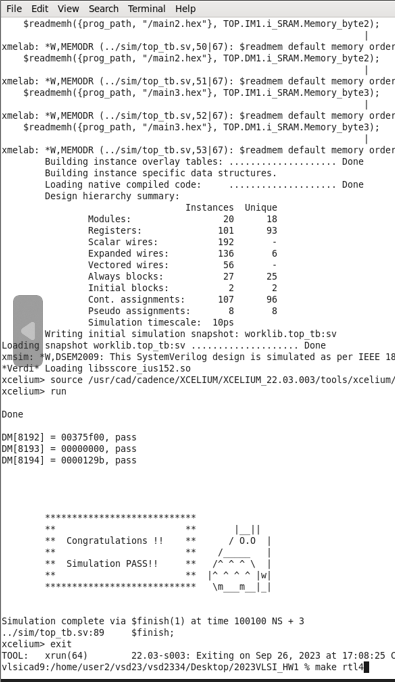 File Edit View Search Terminal Help
    $readmemh({prog_path, "/main2.hex"}, TOP.IM1.i_SRAM.Memory_byte2);
                                                                   |
xmelab: *W,MEMODR (../sim/top_tb.sv,50|67): $readmem default memory order
    $readmemh({prog_path, "/main2.hex"}, TOP.DM1.i_SRAM.Memory_byte2);
                                                                   |
xmelab: *W,MEMODR (../sim/top_tb.sv,51|67): $readmem default memory order
    $readmemh({prog_path, "/main3.hex"}, TOP.IM1.i_SRAM.Memory_byte3);
                                                                   |
xmelab: *W,MEMODR (../sim/top_tb.sv,52|67): $readmem default memory order
    $readmemh({prog_path, "/main3.hex"}, TOP.DM1.i_SRAM.Memory_byte3);
                                                                   |
xmelab: *W,MEMODR (../sim/top_tb.sv,53|67): $readmem default memory order
        Building instance overlay tables: .................... Done
        Building instance specific data structures.
        Loading native compiled code:     .................... Done
        Design hierarchy summary:
                                  Instances  Unique
                Modules:                 20      18
                Registers:              101      93
                Scalar wires:           192       -
                Expanded wires:         136       6
                Vectored wires:          56       -
                Always blocks:           27      25
                Initial blocks:           2       2
                Cont. assignments:      107      96
                Pseudo assignments:       8       8
                Simulation timescale:  10ps
        Writing initial simulation snapshot: worklib.top_tb:sv
Loading snapshot worklib.top_tb:sv .................... Done
xmsim: *W,DSEM2009: This SystemVerilog design is simulated as per IEEE 18
*Verdi* Loading libsscore_ius152.so
xcelium> source /usr/cad/cadence/XCELIUM/XCELIUM_22.03.003/tools/xcelium/
xcelium> run

Done

DM[8192] = 00375f00, pass
DM[8193] = 00000000, pass
DM[8194] = 0000129b, pass

        ****************************
        **                        **       |__||
        **  Congratulations !!    **      / O.O  |
        **                        **    /_____   |
        **  Simulation PASS!!     **   /^ ^ ^ \  |
        **                        **  |^ ^ ^ ^ |w|
        ****************************   \m___m__|_|

Simulation complete via $finish(1) at time 100100 NS + 3
../sim/top_tb.sv:89     $finish;
xcelium> exit
TOOL:   xrun(64)        22.03-s003: Exiting on Sep 26, 2023 at 17:08:25 C
vlsicad9:/home/user2/vsd23/vsd2334/Desktop/2023VLSI_HW1 % make rtl4